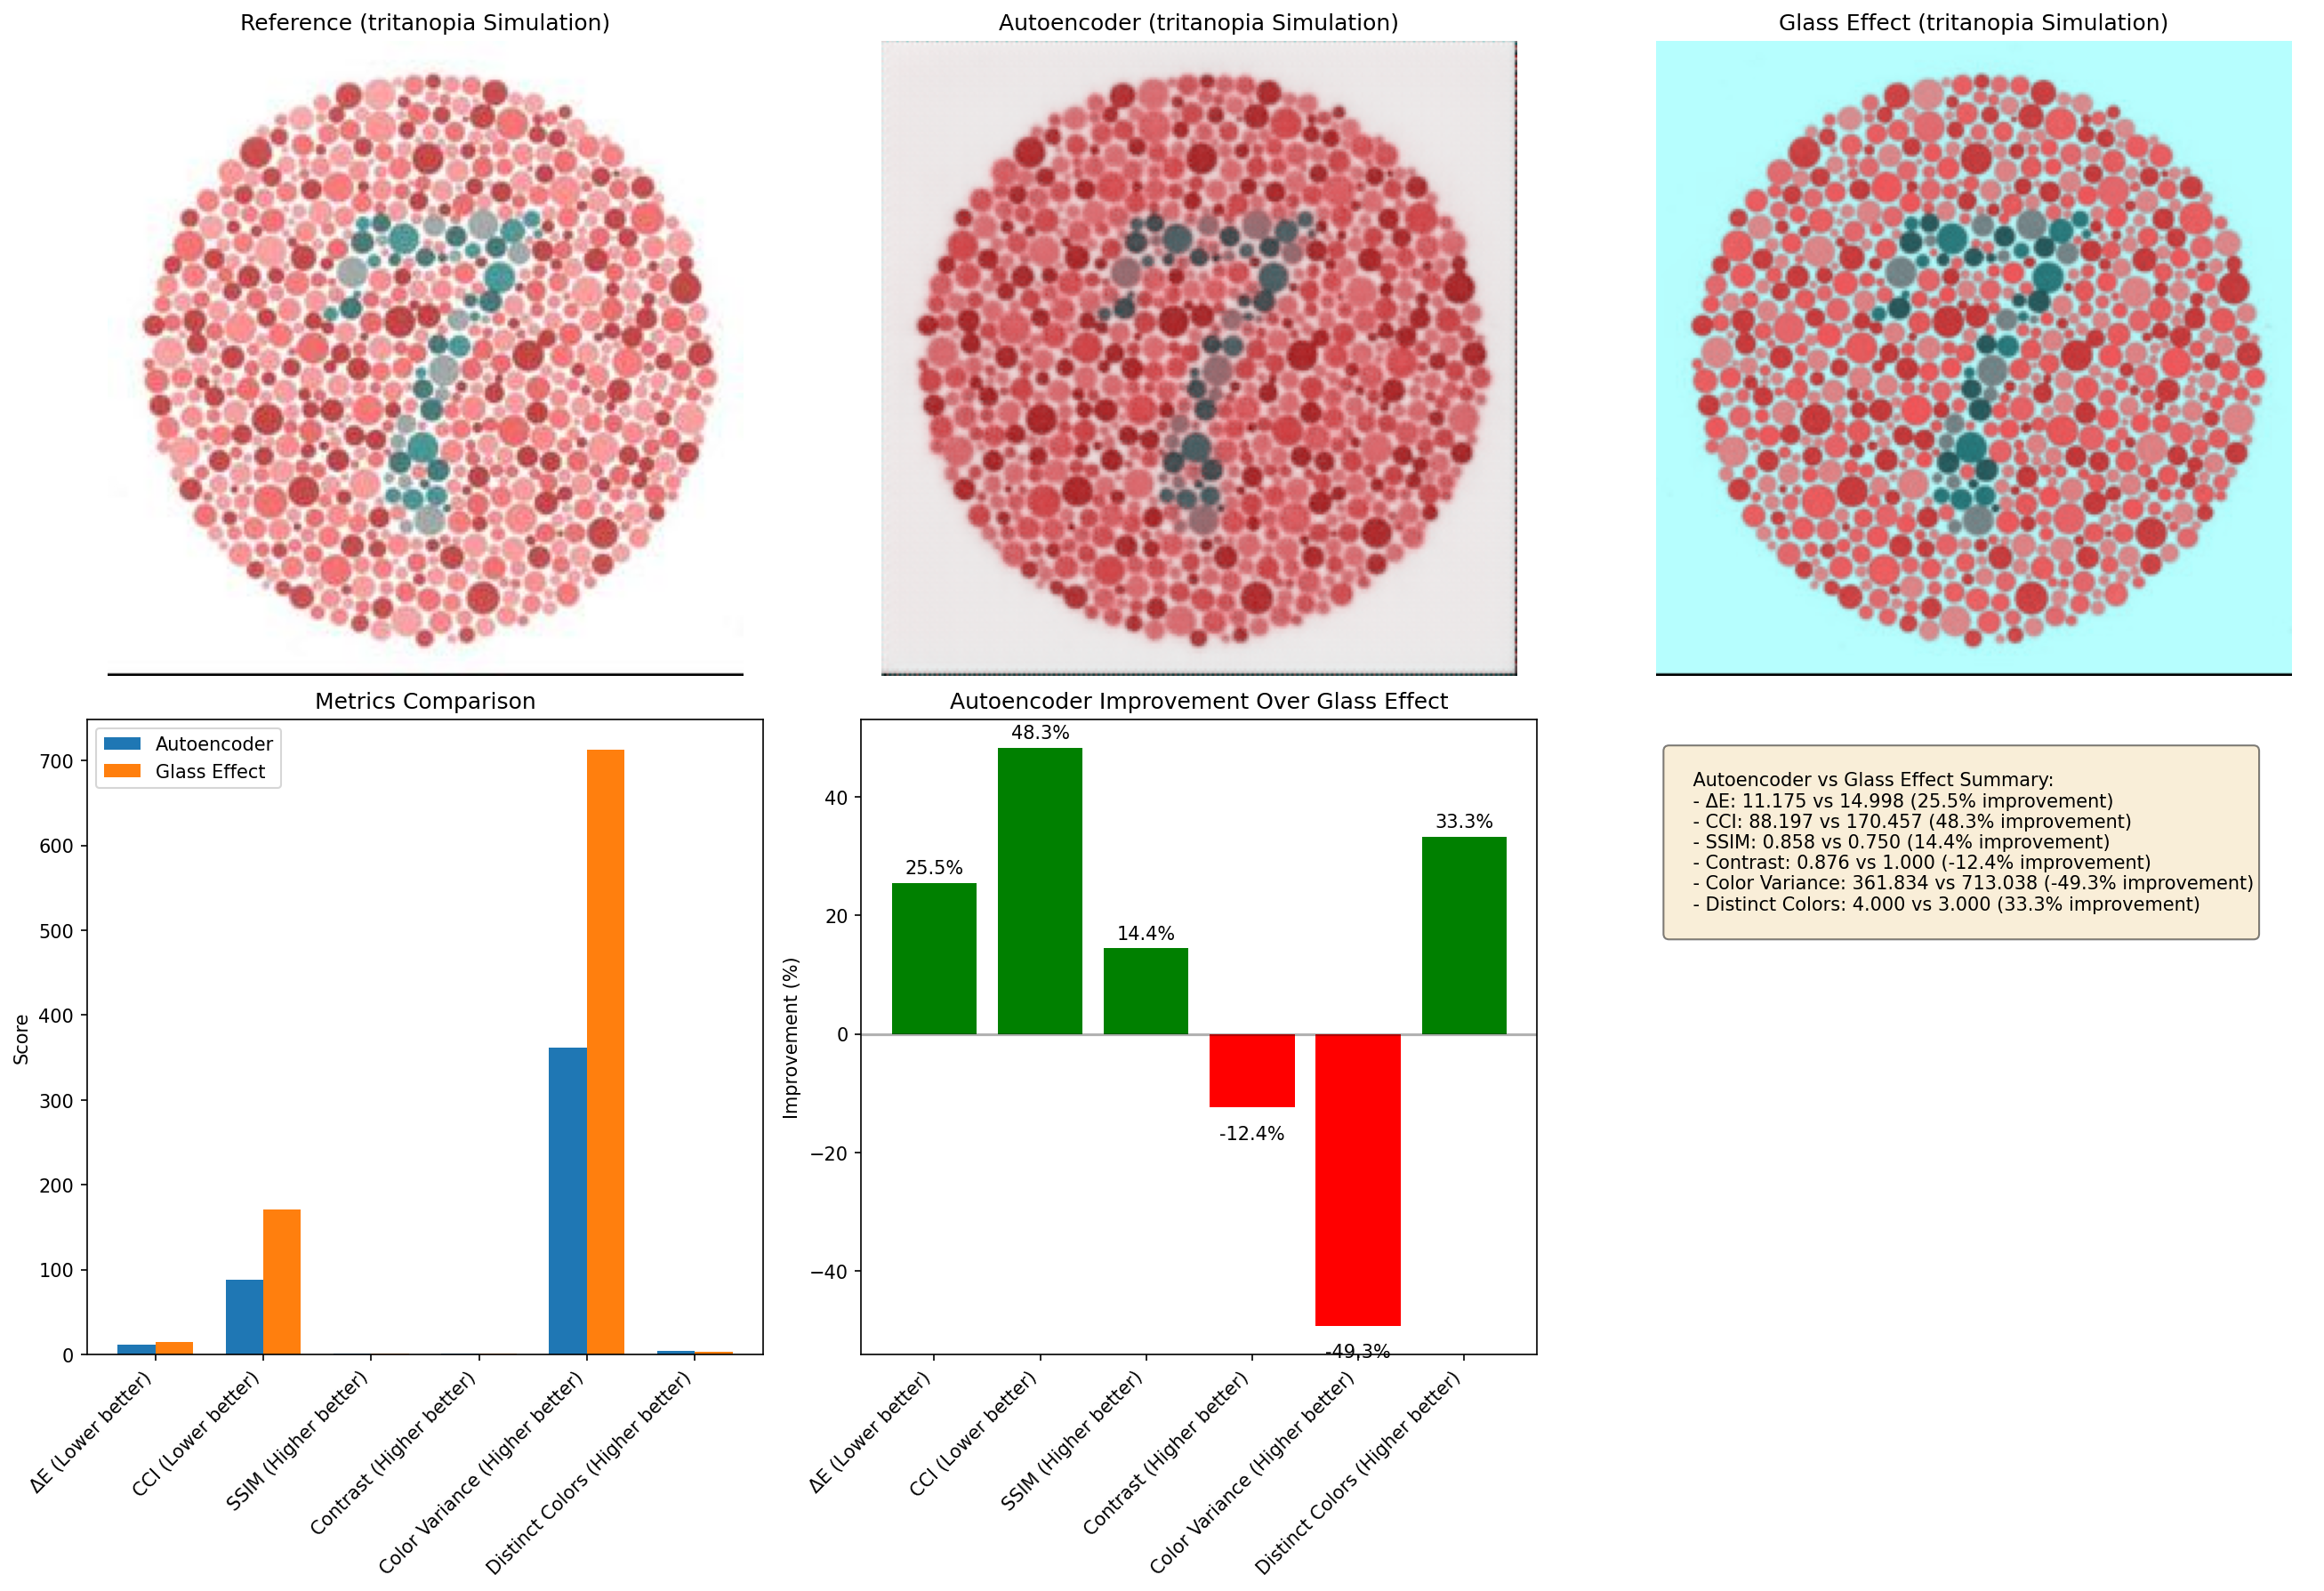 Reference (tritanopia Simulation)
Autoencoder (tritanopia Simulation)
Glass Effect (tritanopia Simulation)
7
7
7
Metrics Comparison
Autoencoder
Glass Effect
Score
700
600
500
400
300
200
100
0
ΔE (Lower better)
CCI (Lower better)
SSIM (Higher better)
Contrast (Higher better)
Color Variance (Higher better)
Distinct Colors (Higher better)
Autoencoder Improvement Over Glass Effect
Improvement (%)
40
20
0
−20
−40
25.5%
48.3%
14.4%
-12.4%
-49.3%
33.3%
ΔE (Lower better)
CCI (Lower better)
SSIM (Higher better)
Contrast (Higher better)
Color Variance (Higher better)
Distinct Colors (Higher better)
Autoencoder vs Glass Effect Summary:
- ΔE: 11.175 vs 14.998 (25.5% improvement)
- CCI: 88.197 vs 170.457 (48.3% improvement)
- SSIM: 0.858 vs 0.750 (14.4% improvement)
- Contrast: 0.876 vs 1.000 (-12.4% improvement)
- Color Variance: 361.834 vs 713.038 (-49.3% improvement)
- Distinct Colors: 4.000 vs 3.000 (33.3% improvement)